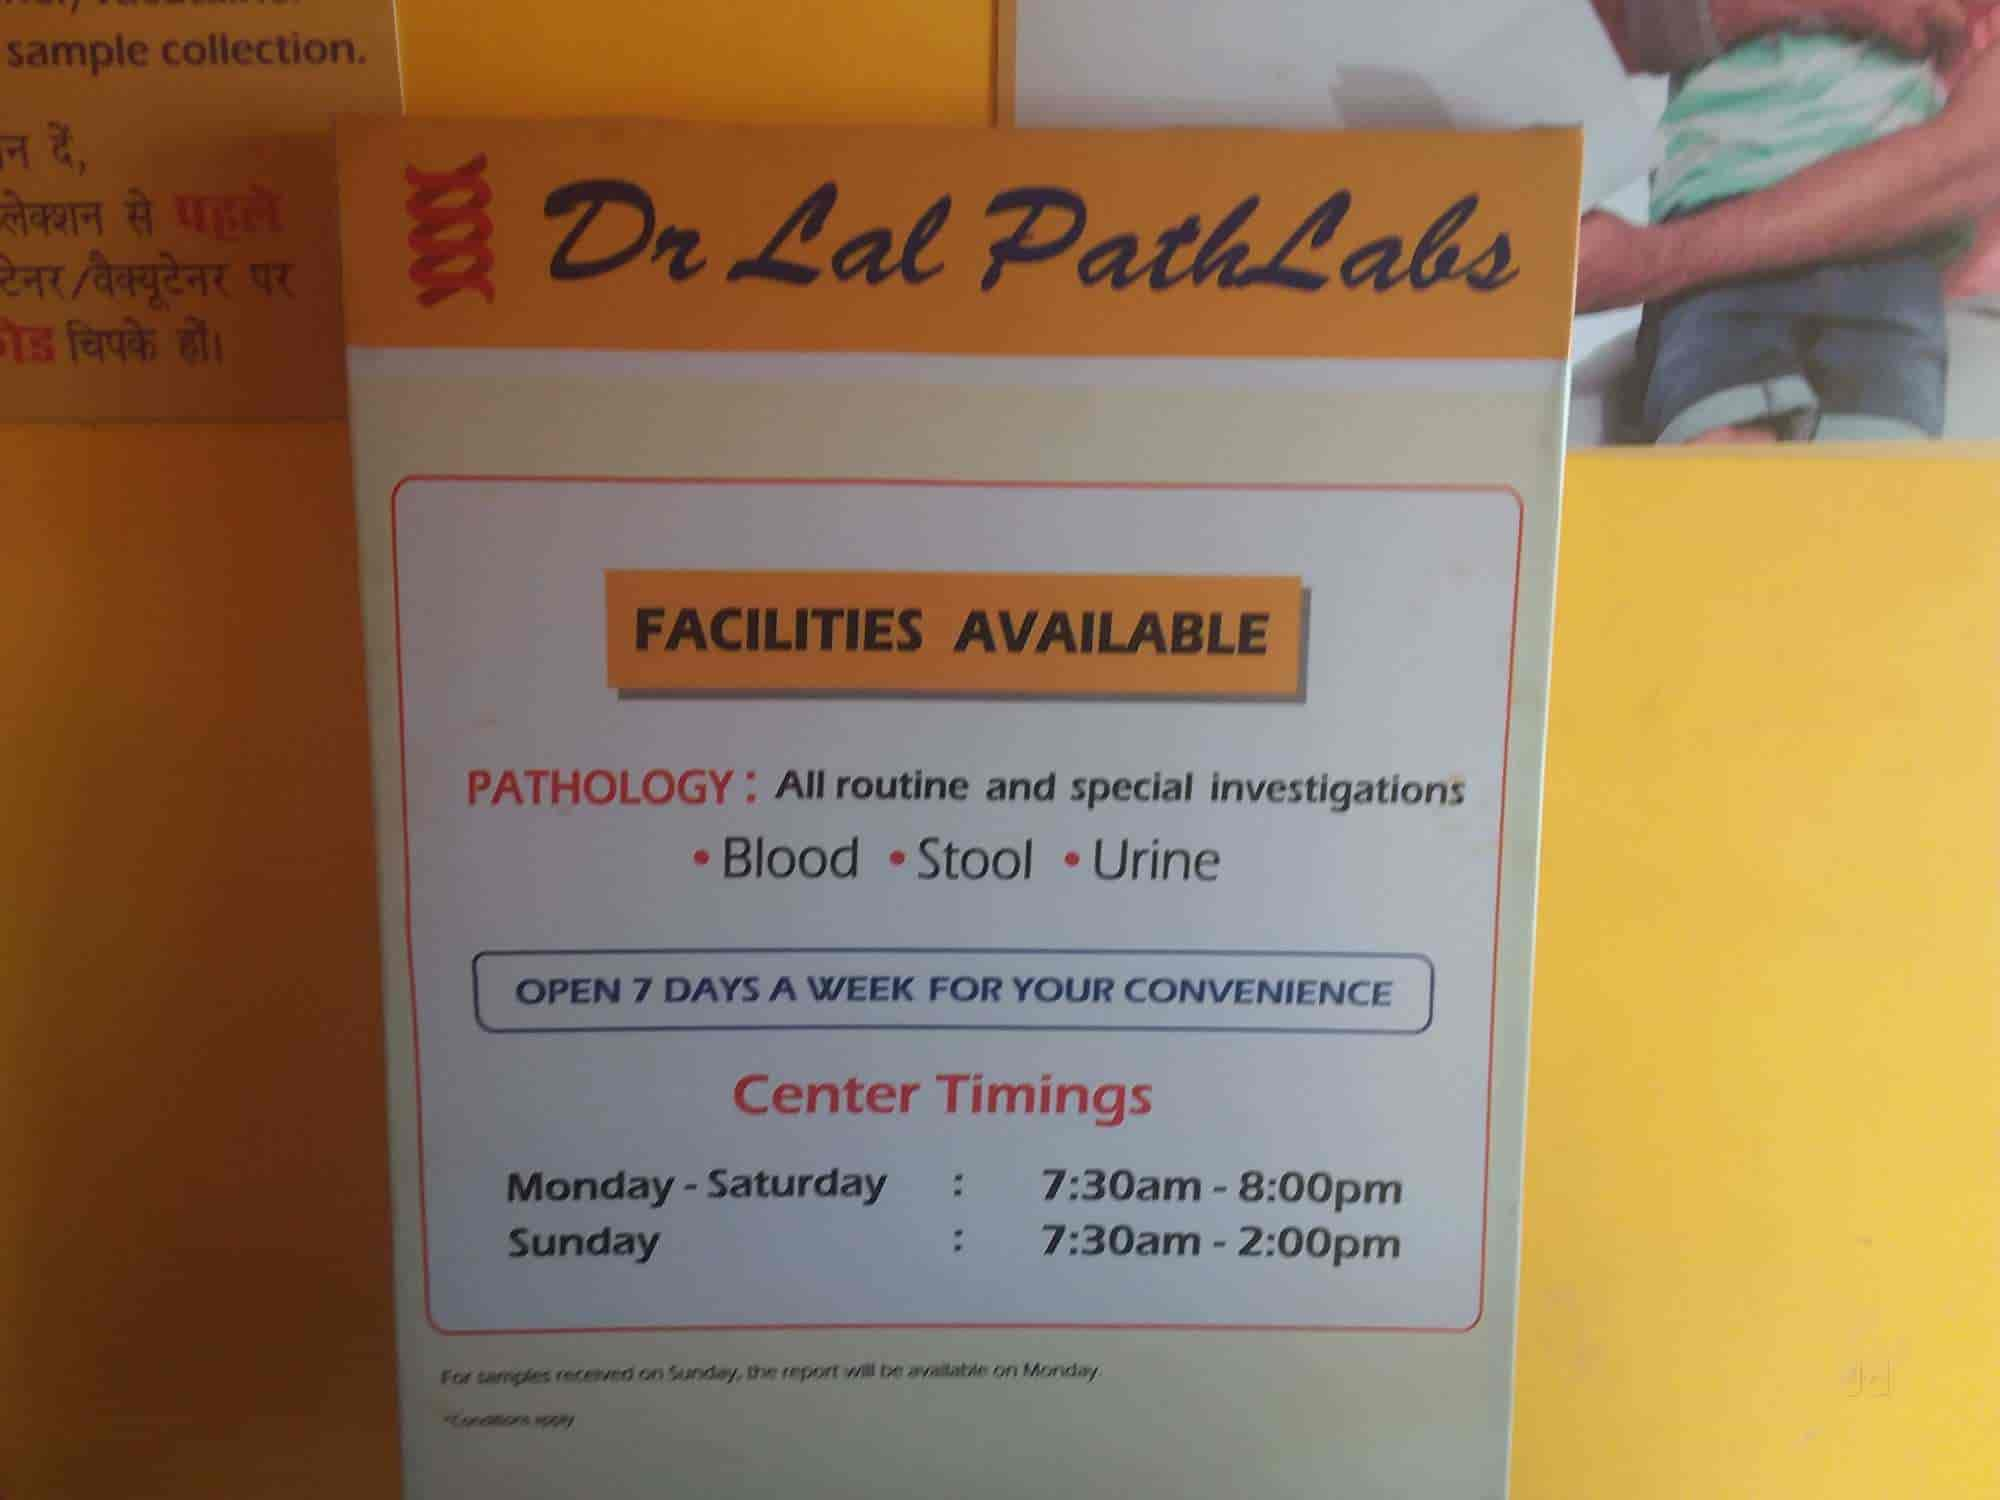 sample collection.
न दें,
लेक्शन से पहले
टेनर/वैक्यूटेनर पर
कोड चिपके हों।
Dr Lal PathLabs
FACILITIES AVAILABLE
PATHOLOGY: All routine and special investigations
• Blood • Stool • Urine
OPEN 7 DAYS A WEEK FOR YOUR CONVENIENCE
Center Timings
Monday - Saturday : 7:30am - 8:00pm
Sunday : 7:30am - 2:00pm
For samples received on Sunday, the report will be available on Monday.
*Conditions apply